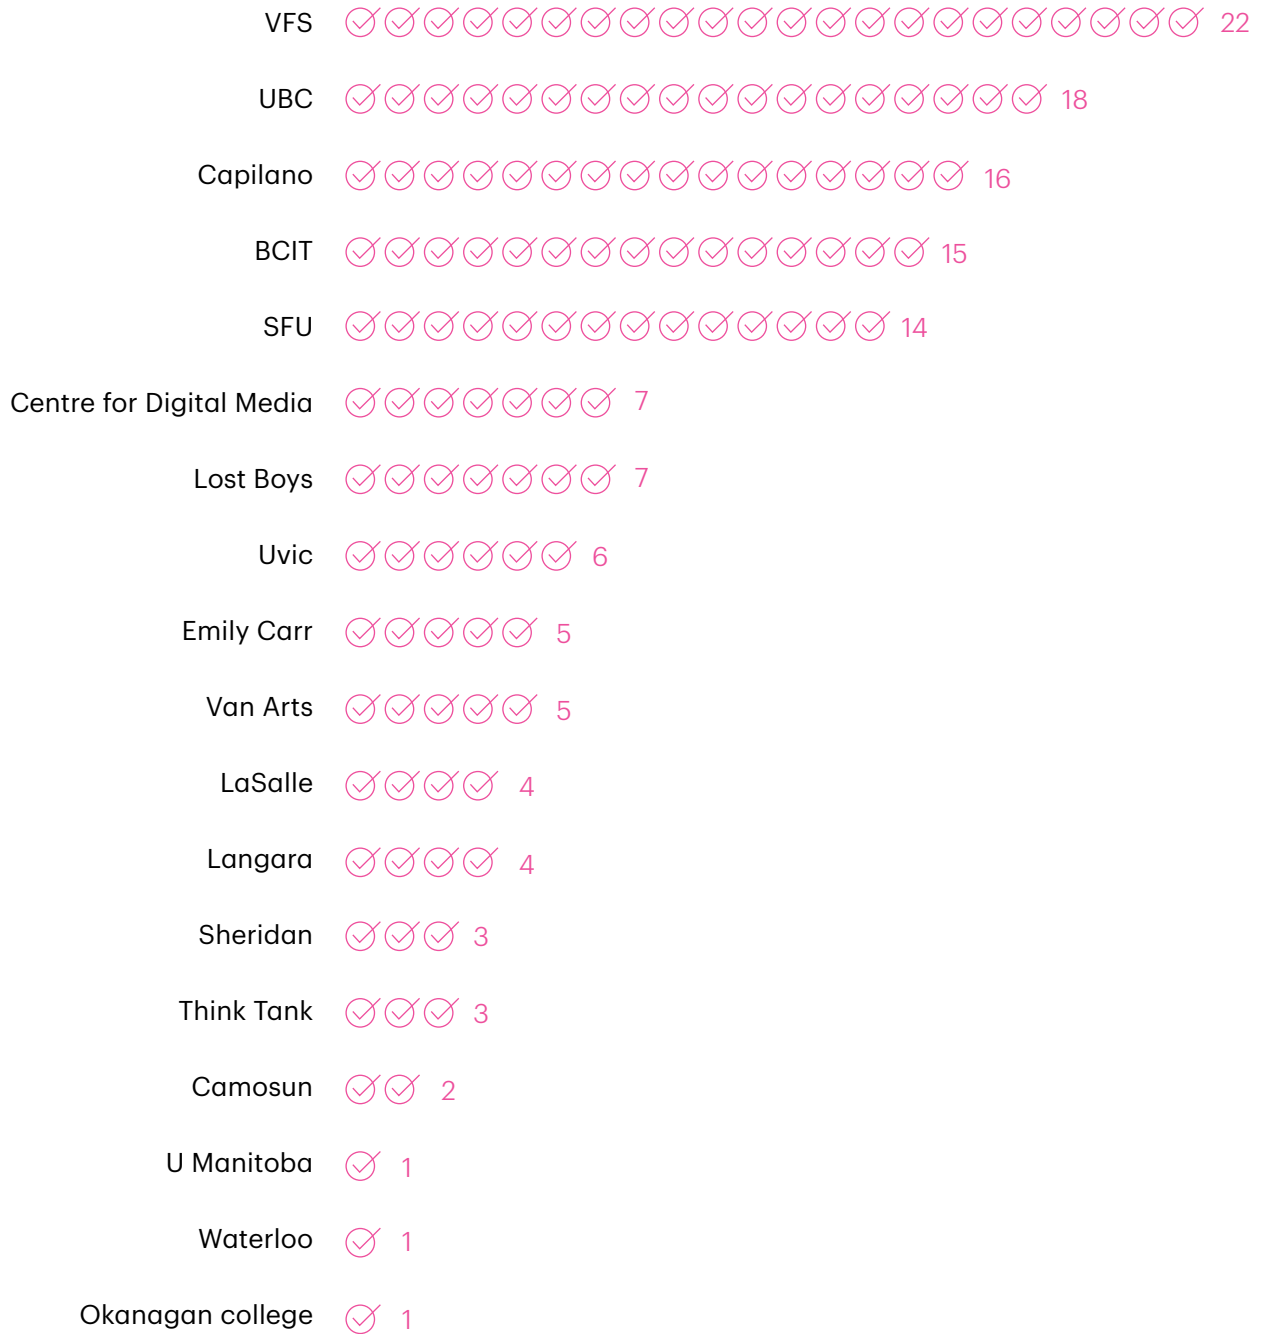 VFS 22
UBC 18
Capilano 16
BCIT 15
SFU 14
Centre for Digital Media 7
Lost Boys 7
Uvic 6
Emily Carr 5
Van Arts 5
LaSalle 4
Langara 4
Sheridan 3
Think Tank 3
Camosun 2
U Manitoba 1
Waterloo 1
Okanagan college 1